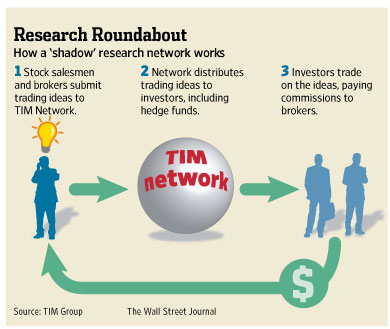 Research Roundabout
How a ‘shadow’ research network works
1 Stock salesmen
and brokers submit
trading ideas to
TIM Network.
2 Network distributes
trading ideas to
investors, including
hedge funds.
3 Investors trade
on the ideas, paying
commissions to
brokers.
TIM
network
$
Source: TIM Group The Wall Street Journal